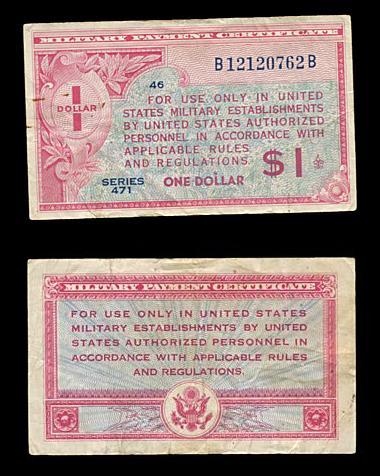 MILITARY PAYMENT CERTIFICATE
B12120762B
46
1
DOLLAR
FOR USE ONLY IN UNITED
STATES MILITARY ESTABLISHMENTS
BY UNITED STATES AUTHORIZED
PERSONNEL IN ACCORDANCE WITH
APPLICABLE RULES
AND REGULATIONS.
$1
SERIES
471
ONE DOLLAR
MILITARY PAYMENT CERTIFICATE
FOR USE ONLY IN UNITED STATES
MILITARY ESTABLISHMENTS BY UNITED
STATES AUTHORIZED PERSONNEL IN
ACCORDANCE WITH APPLICABLE RULES
AND REGULATIONS.